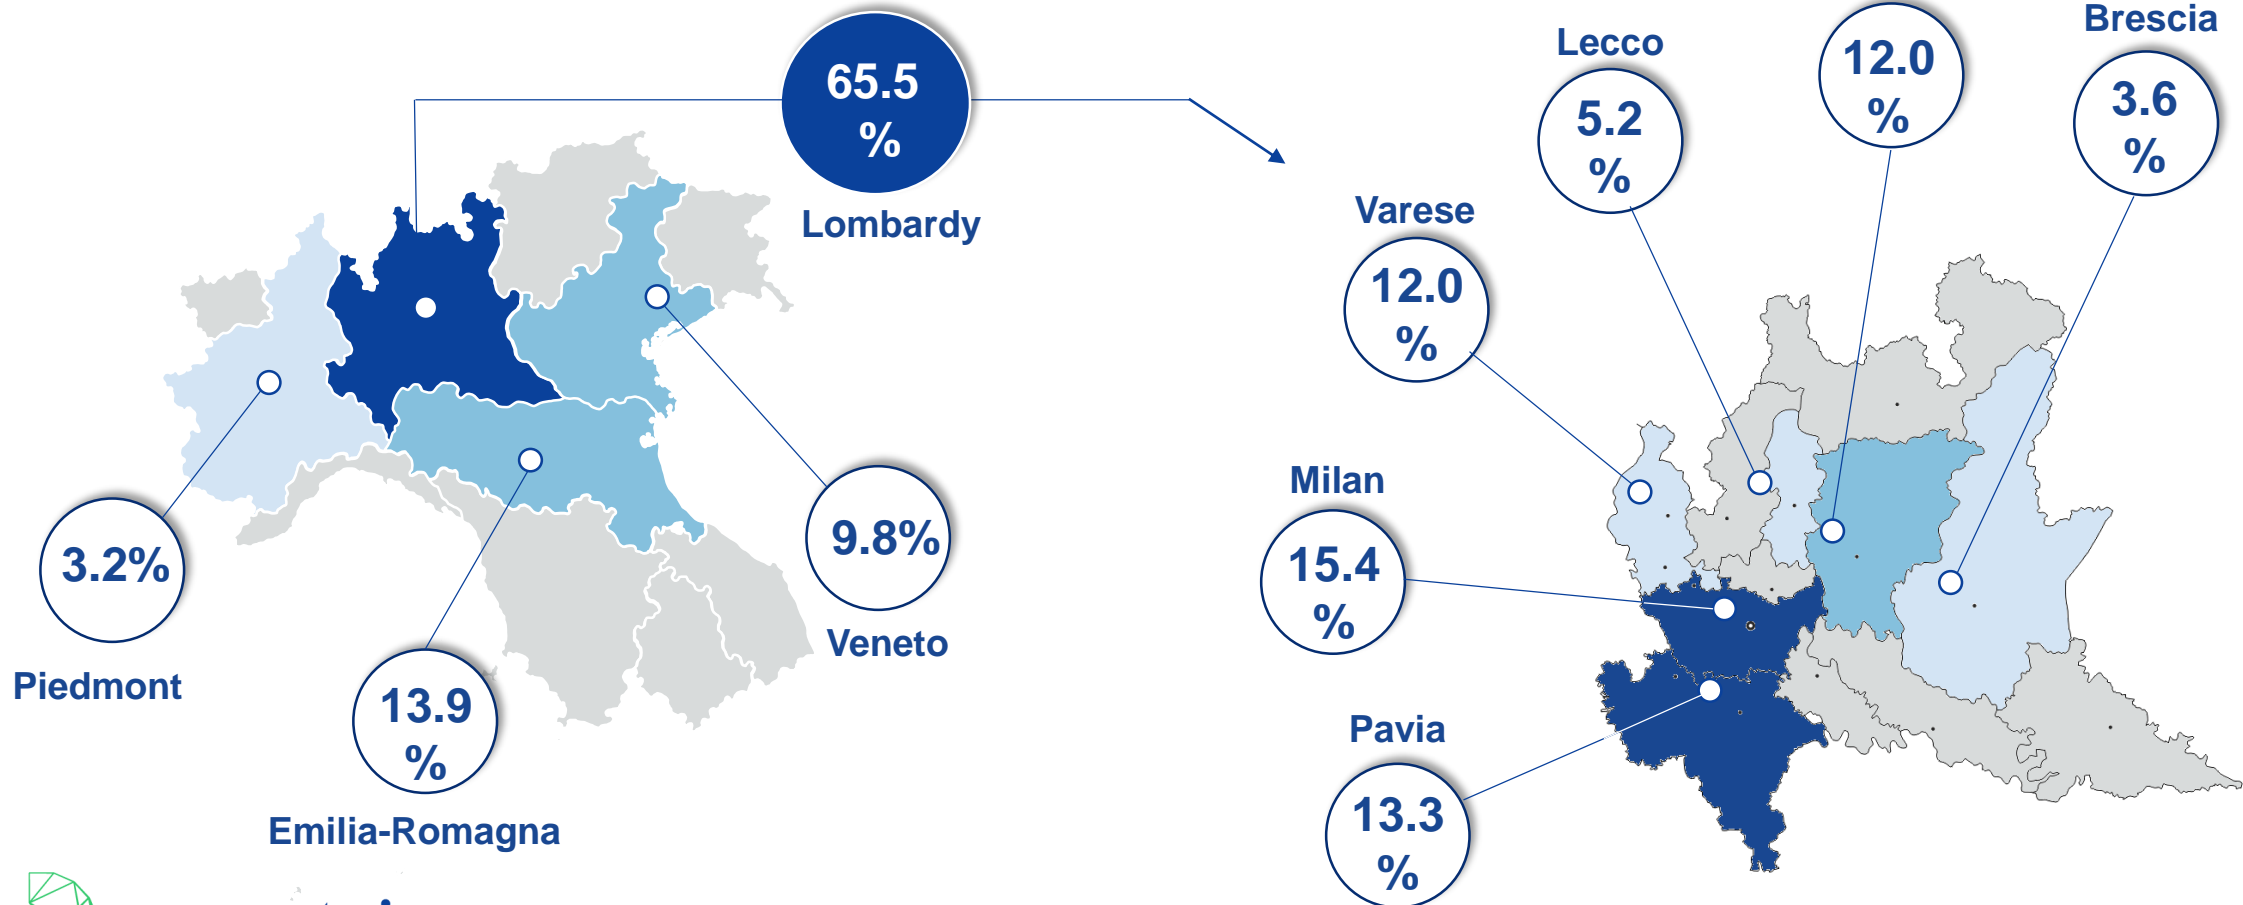 65.5
%
Lombardy
3.2%
Piedmont
13.9
%
Emilia-Romagna
9.8%
Veneto
Brescia
3.6
%
12.0
%
Lecco
5.2
%
Varese
12.0
%
Milan
15.4
%
Pavia
13.3
%